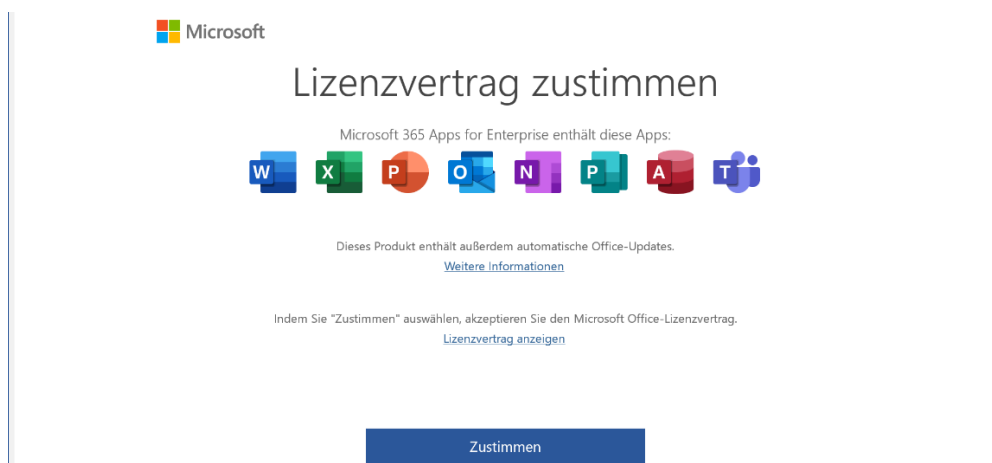 Microsoft
Lizenzvertrag zustimmen
Microsoft 365 Apps for Enterprise enthält diese Apps:
W X P O N P A T
Dieses Produkt enthält außerdem automatische Office-Updates.
Weitere Informationen
Indem Sie "Zustimmen" auswählen, akzeptieren Sie den Microsoft Office-Lizenzvertrag.
Lizenzvertrag anzeigen
Zustimmen